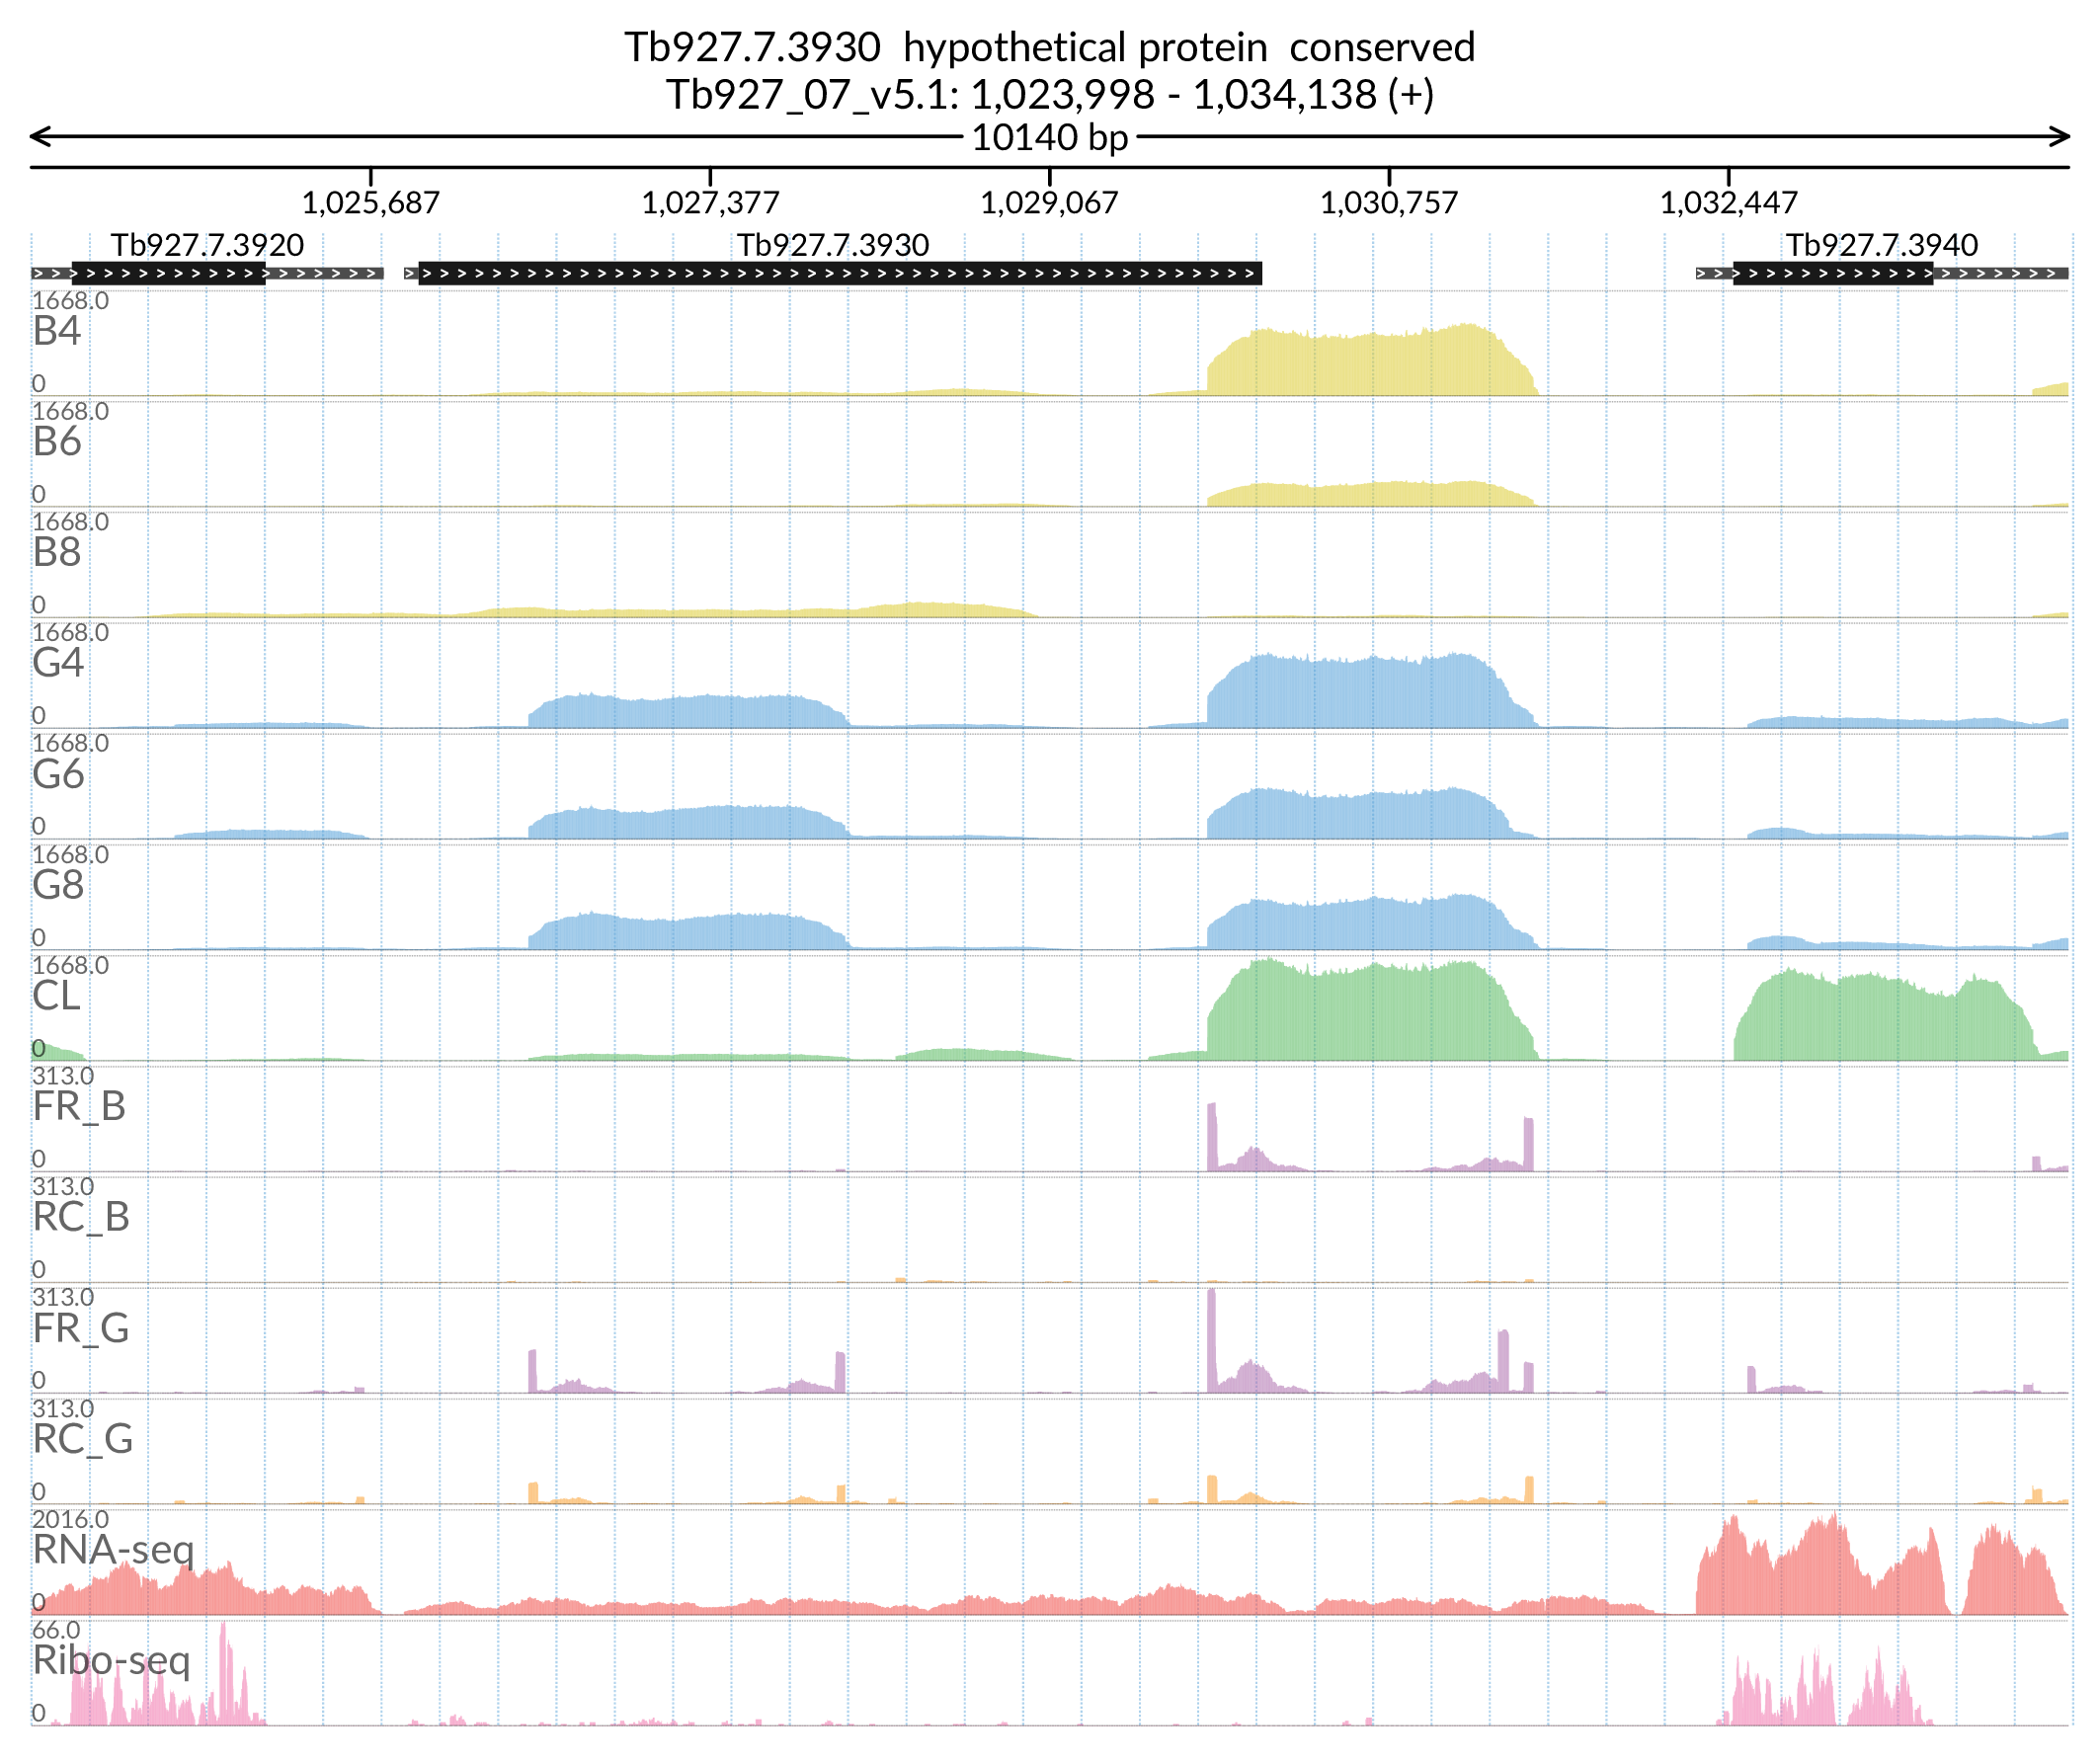 Tb927.7.3930 hypothetical protein conserved
Tb927_07_v5.1: 1,023,998 - 1,034,138 (+)
10140 bp
1,025,687 1,027,377 1,029,067 1,030,757 1,032,447
Tb927.7.3920 Tb927.7.3930 Tb927.7.3940
1668.0
B4
0
1668.0
B6
0
1668.0
B8
0
1668.0
G4
0
1668.0
G6
0
1668.0
G8
0
1668.0
CL
0
313.0
FR_B
0
313.0
RC_B
0
313.0
FR_G
0
313.0
RC_G
0
2016.0
RNA-seq
0
66.0
Ribo-seq
0